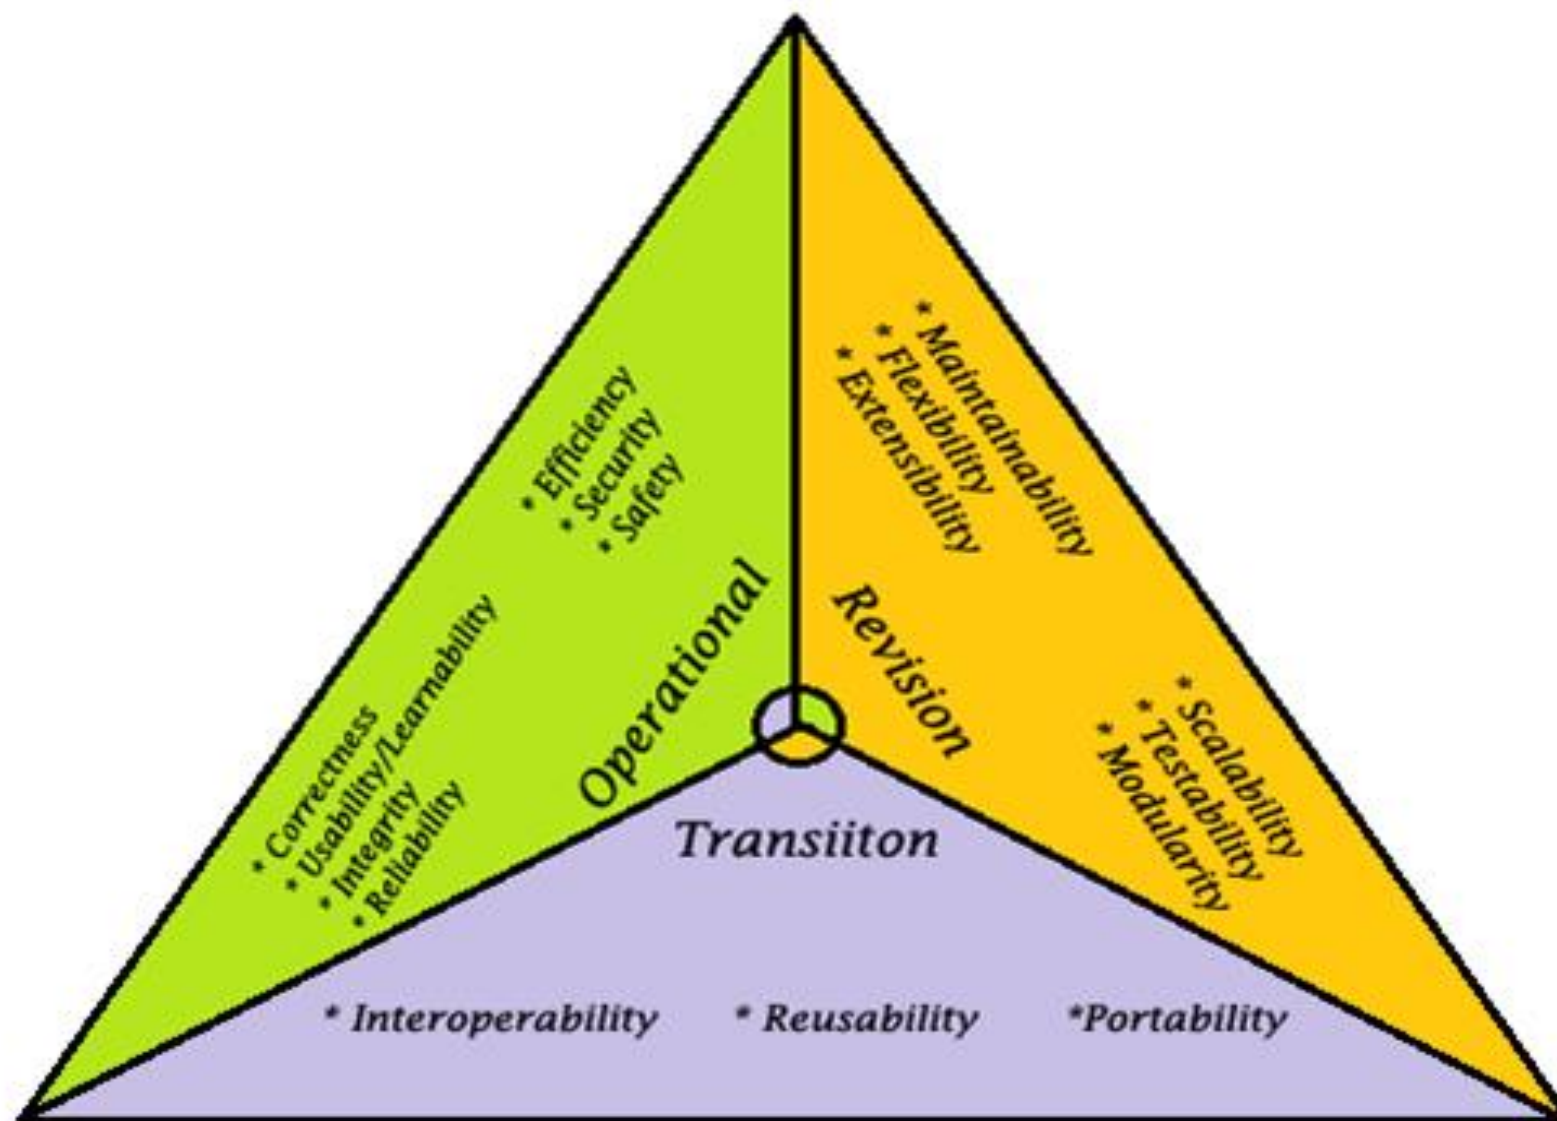 * Efficiency
* Security
* Safety
* Correctness
* Usability/Learnability
* Integrity
* Reliability
Operational
* Maintainability
* Flexibility
* Extensibility
Revision
* Scalability
* Testability
* Modularity
Transiiton
* Interoperability * Reusability *Portability